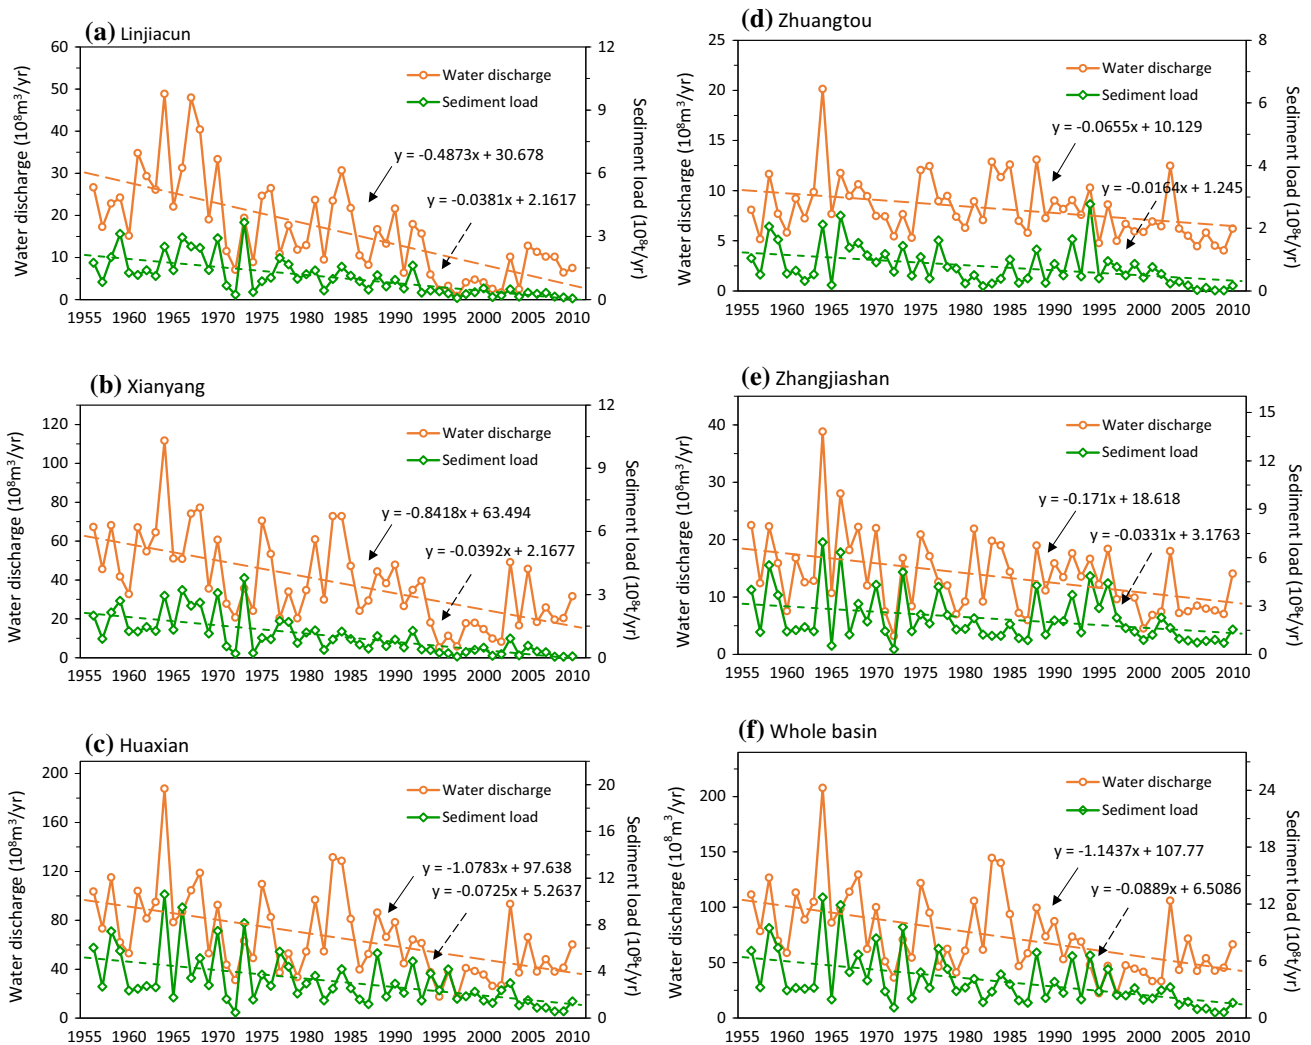 (a) Linjiacun
Water discharge (10⁸m³/yr)
60
50
40
30
20
10
0
12
9
6
3
0
Sediment load (10⁸t/yr)
Water discharge
Sediment load
y = -0.4873x + 30.678
y = -0.0381x + 2.1617
1955 1960 1965 1970 1975 1980 1985 1990 1995 2000 2005 2010
(d) Zhuangtou
Water discharge (10⁸m³/yr)
25
20
15
10
5
0
8
6
4
2
0
Sediment load (10⁸t/yr)
Water discharge
Sediment load
y = -0.0655x + 10.129
y = -0.0164x + 1.245
1955 1960 1965 1970 1975 1980 1985 1990 1995 2000 2005 2010
(b) Xianyang
Water discharge (10⁸m³/yr)
120
100
80
60
40
20
0
12
9
6
3
0
Sediment load (10⁸t/yr)
Water discharge
Sediment load
y = -0.8418x + 63.494
y = -0.0392x + 2.1677
1955 1960 1965 1970 1975 1980 1985 1990 1995 2000 2005 2010
(e) Zhangjiashan
Water discharge (10⁸m³/yr)
40
30
20
10
0
15
12
9
6
3
0
Sediment load (10⁸t/yr)
Water discharge
Sediment load
y = -0.171x + 18.618
y = -0.0331x + 3.1763
1955 1960 1965 1970 1975 1980 1985 1990 1995 2000 2005 2010
(c) Huaxian
Water discharge (10⁸m³/yr)
200
160
120
80
40
0
20
16
12
8
4
0
Sediment load (10⁸t/yr)
Water discharge
Sediment load
y = -1.0783x + 97.638
y = -0.0725x + 5.2637
1955 1960 1965 1970 1975 1980 1985 1990 1995 2000 2005 2010
(f) Whole basin
Water discharge (10⁸m³/yr)
200
150
100
50
0
24
18
12
6
0
Sediment load (10⁸t/yr)
Water discharge
Sediment load
y = -1.1437x + 107.77
y = -0.0889x + 6.5086
1955 1960 1965 1970 1975 1980 1985 1990 1995 2000 2005 2010